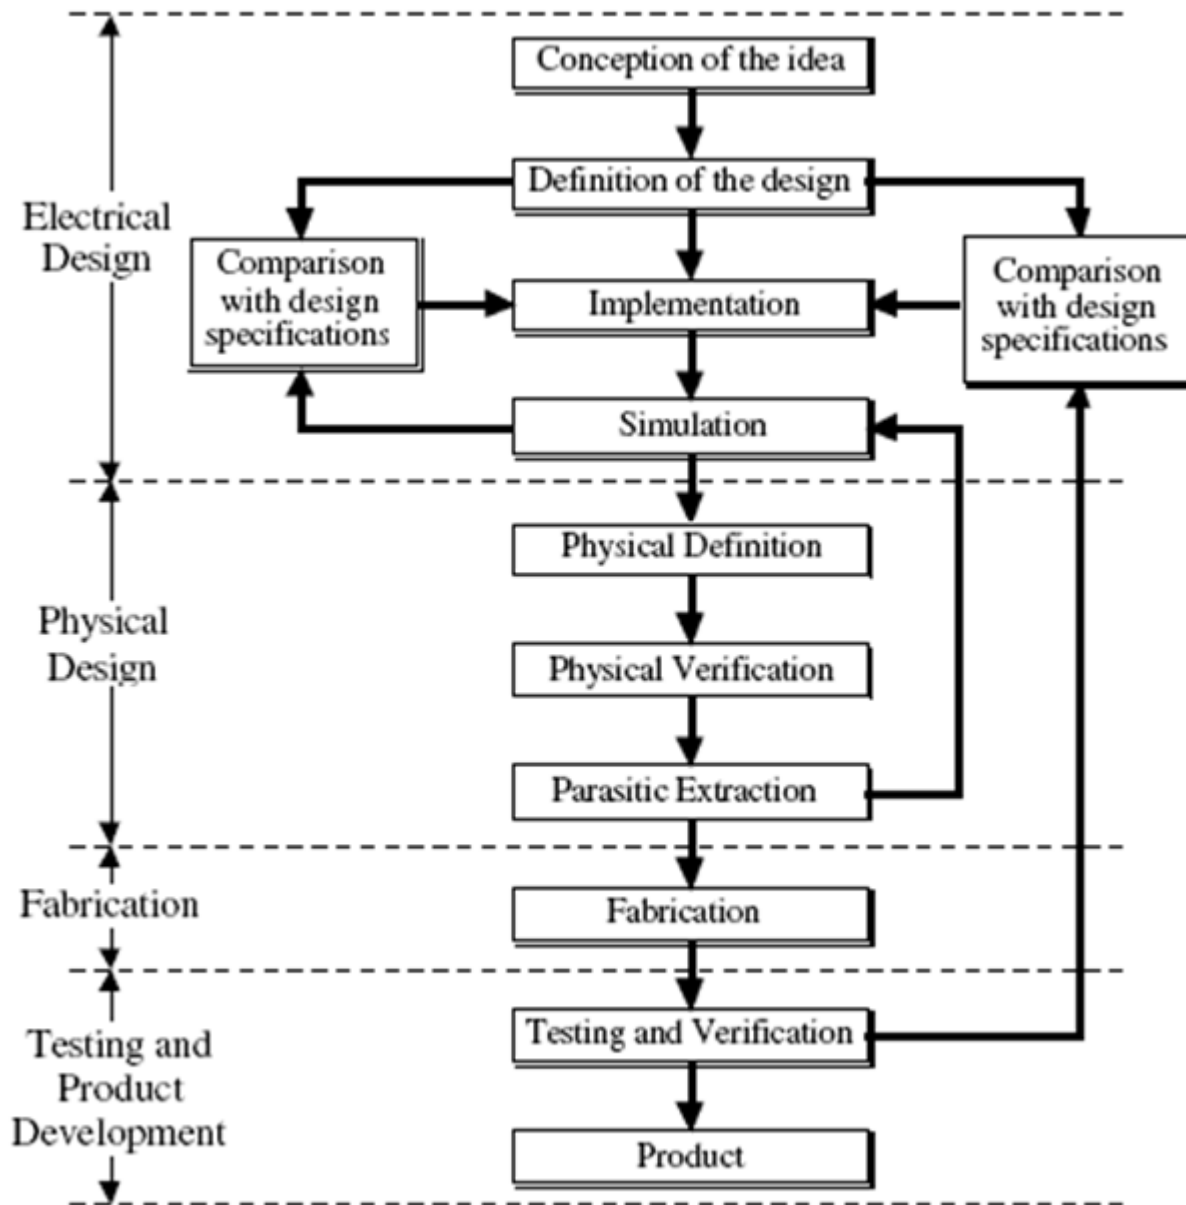 Conception of the idea
Definition of the design
Electrical
Design
Comparison
with design
specifications
Implementation
Comparison
with design
specifications
Simulation
Physical Definition
Physical
Design
Physical Verification
Parasitic Extraction
Fabrication
Fabrication
Testing and
Product
Development
Testing and Verification
Product